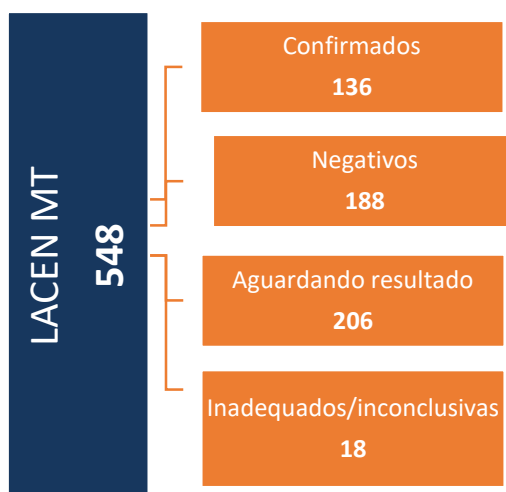 LACEN MT
548
Confirmados
136
Negativos
188
Aguardando resultado
206
Inadequados/inconclusivas
18